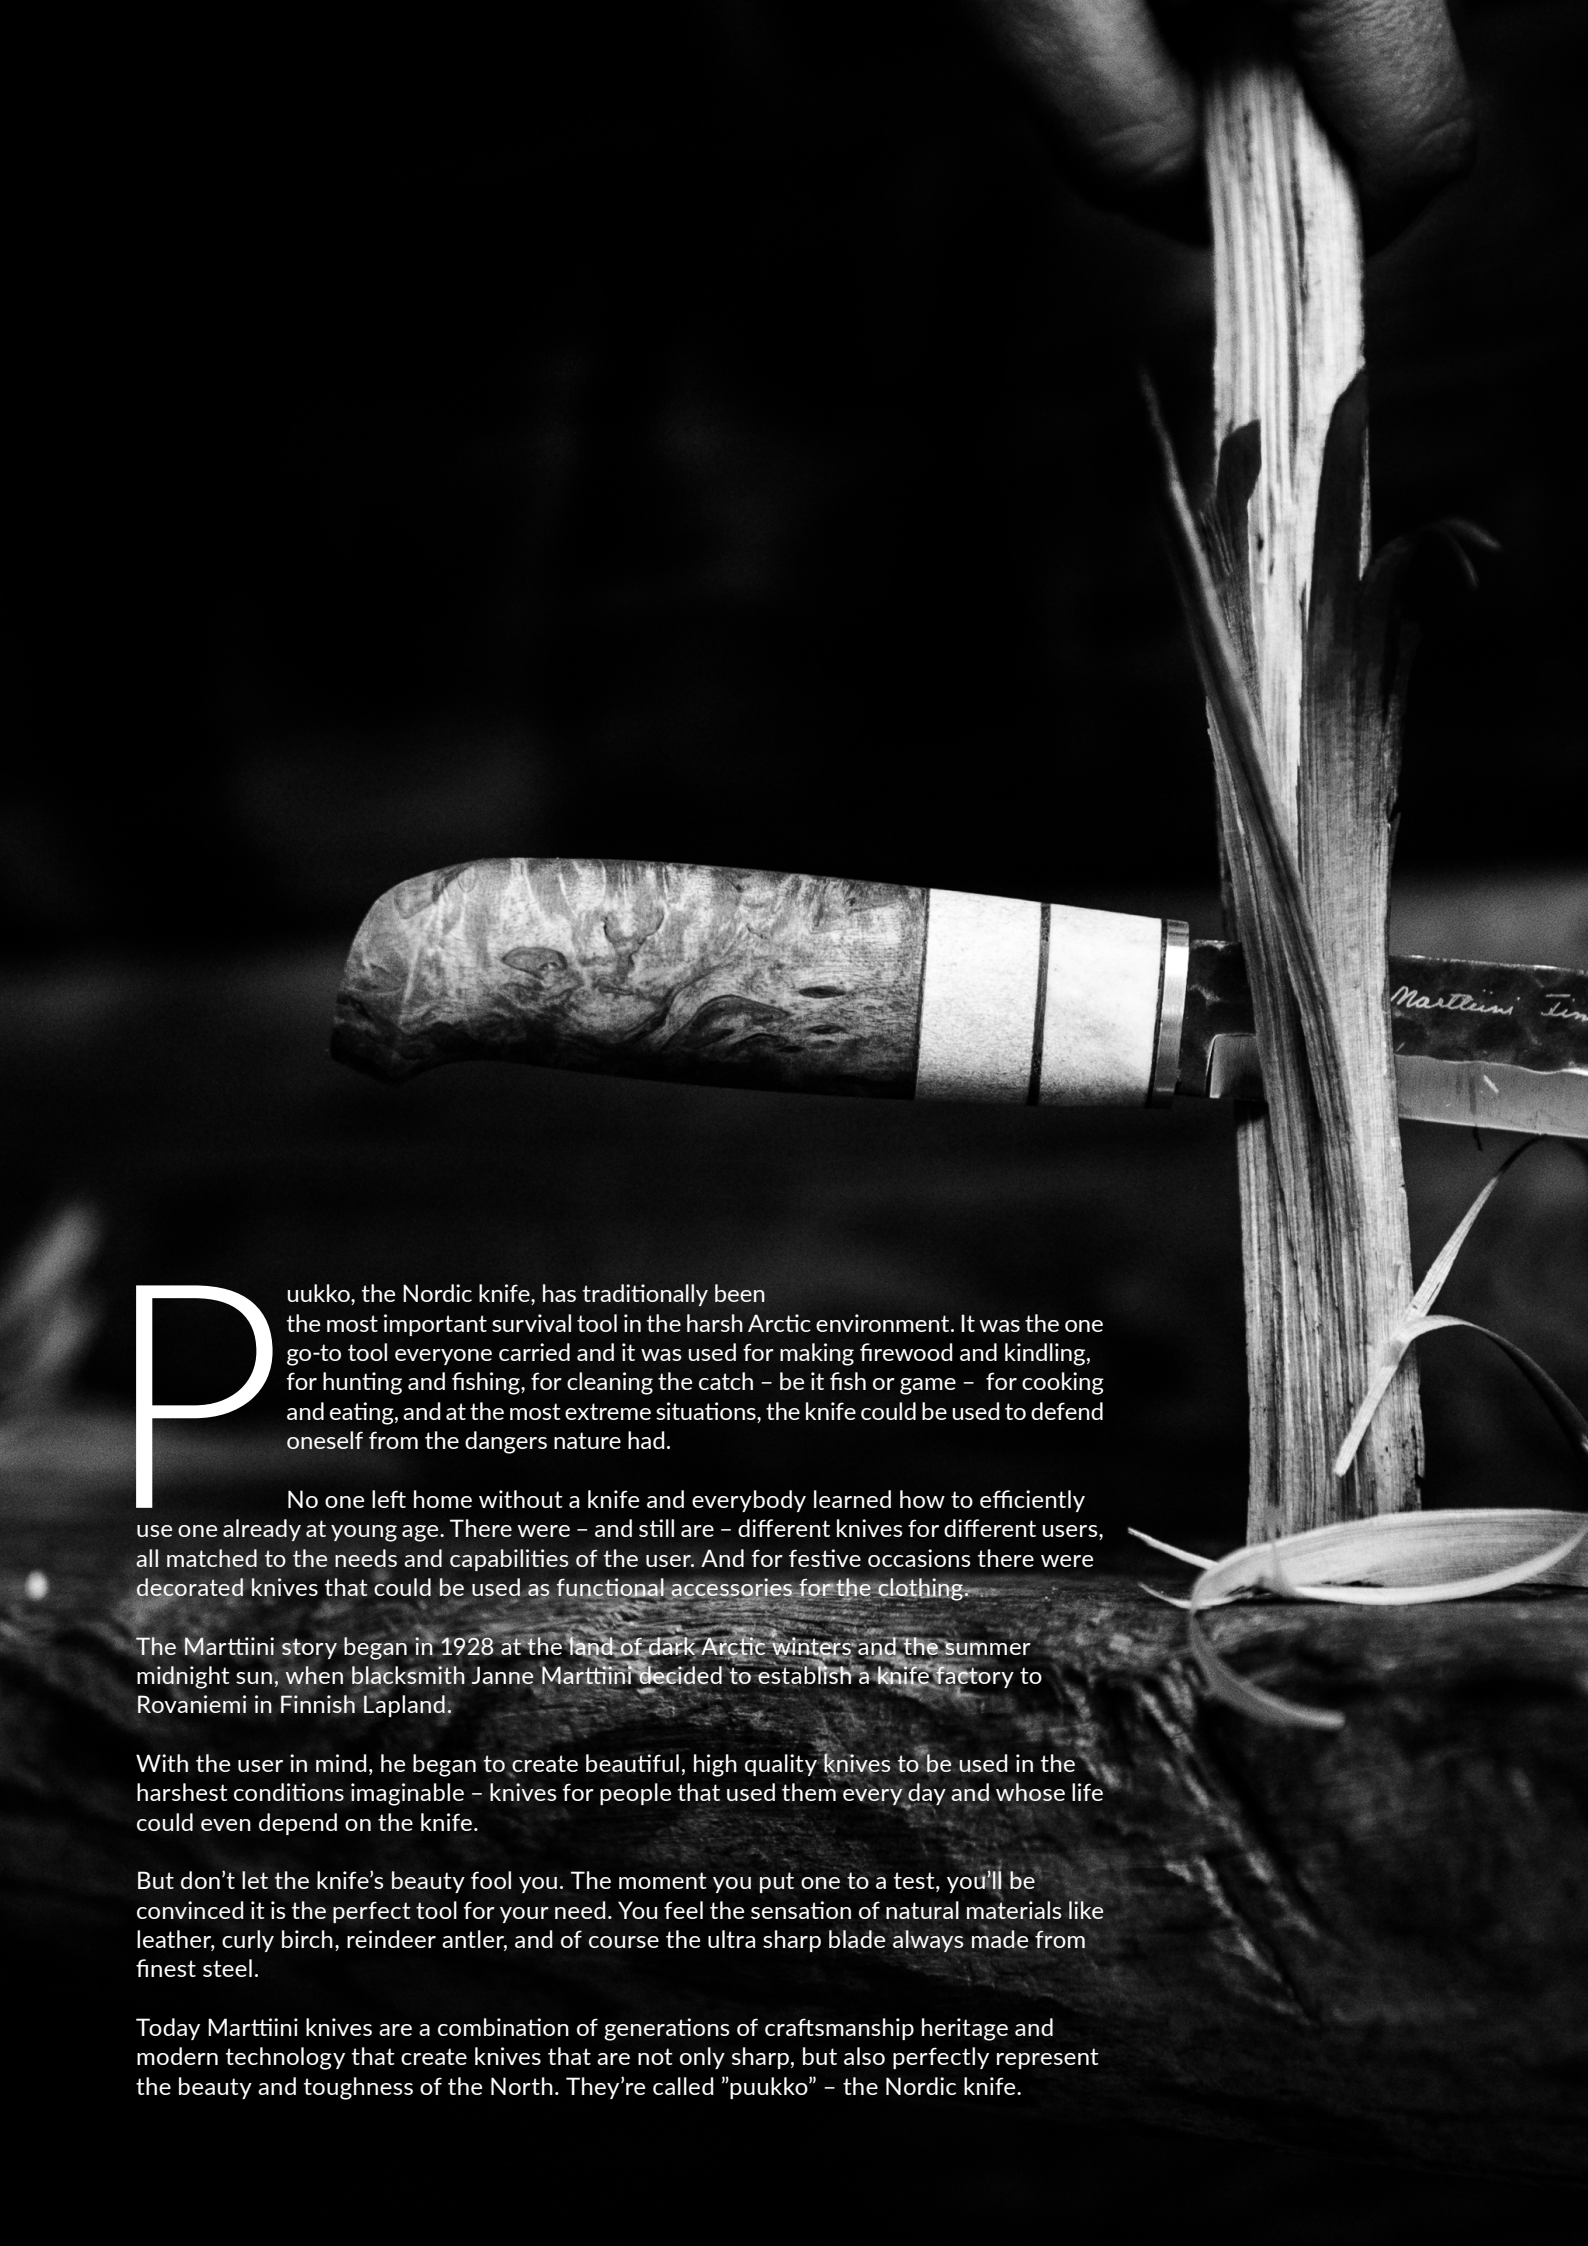 Marttiini
Puukko, the Nordic knife, has traditionally been
the most important survival tool in the harsh Arctic environment. It was the one
go-to tool everyone carried and it was used for making firewood and kindling,
for hunting and fishing, for cleaning the catch – be it fish or game –  for cooking
and eating, and at the most extreme situations, the knife could be used to defend
oneself from the dangers nature had.
No one left home without a knife and everybody learned how to efficiently
use one already at young age. There were – and still are – different knives for different users,
all matched to the needs and capabilities of the user. And for festive occasions there were
decorated knives that could be used as functional accessories for the clothing.
The Marttiini story began in 1928 at the land of dark Arctic winters and the summer
midnight sun, when blacksmith Janne Marttiini decided to establish a knife factory to
Rovaniemi in Finnish Lapland.
With the user in mind, he began to create beautiful, high quality knives to be used in the
harshest conditions imaginable – knives for people that used them every day and whose life
could even depend on the knife.
But don’t let the knife’s beauty fool you. The moment you put one to a test, you’ll be
convinced it is the perfect tool for your need. You feel the sensation of natural materials like
leather, curly birch, reindeer antler, and of course the ultra sharp blade always made from
finest steel.
Today Marttiini knives are a combination of generations of craftsmanship heritage and
modern technology that create knives that are not only sharp, but also perfectly represent
the beauty and toughness of the North. They’re called ”puukko” – the Nordic knife.